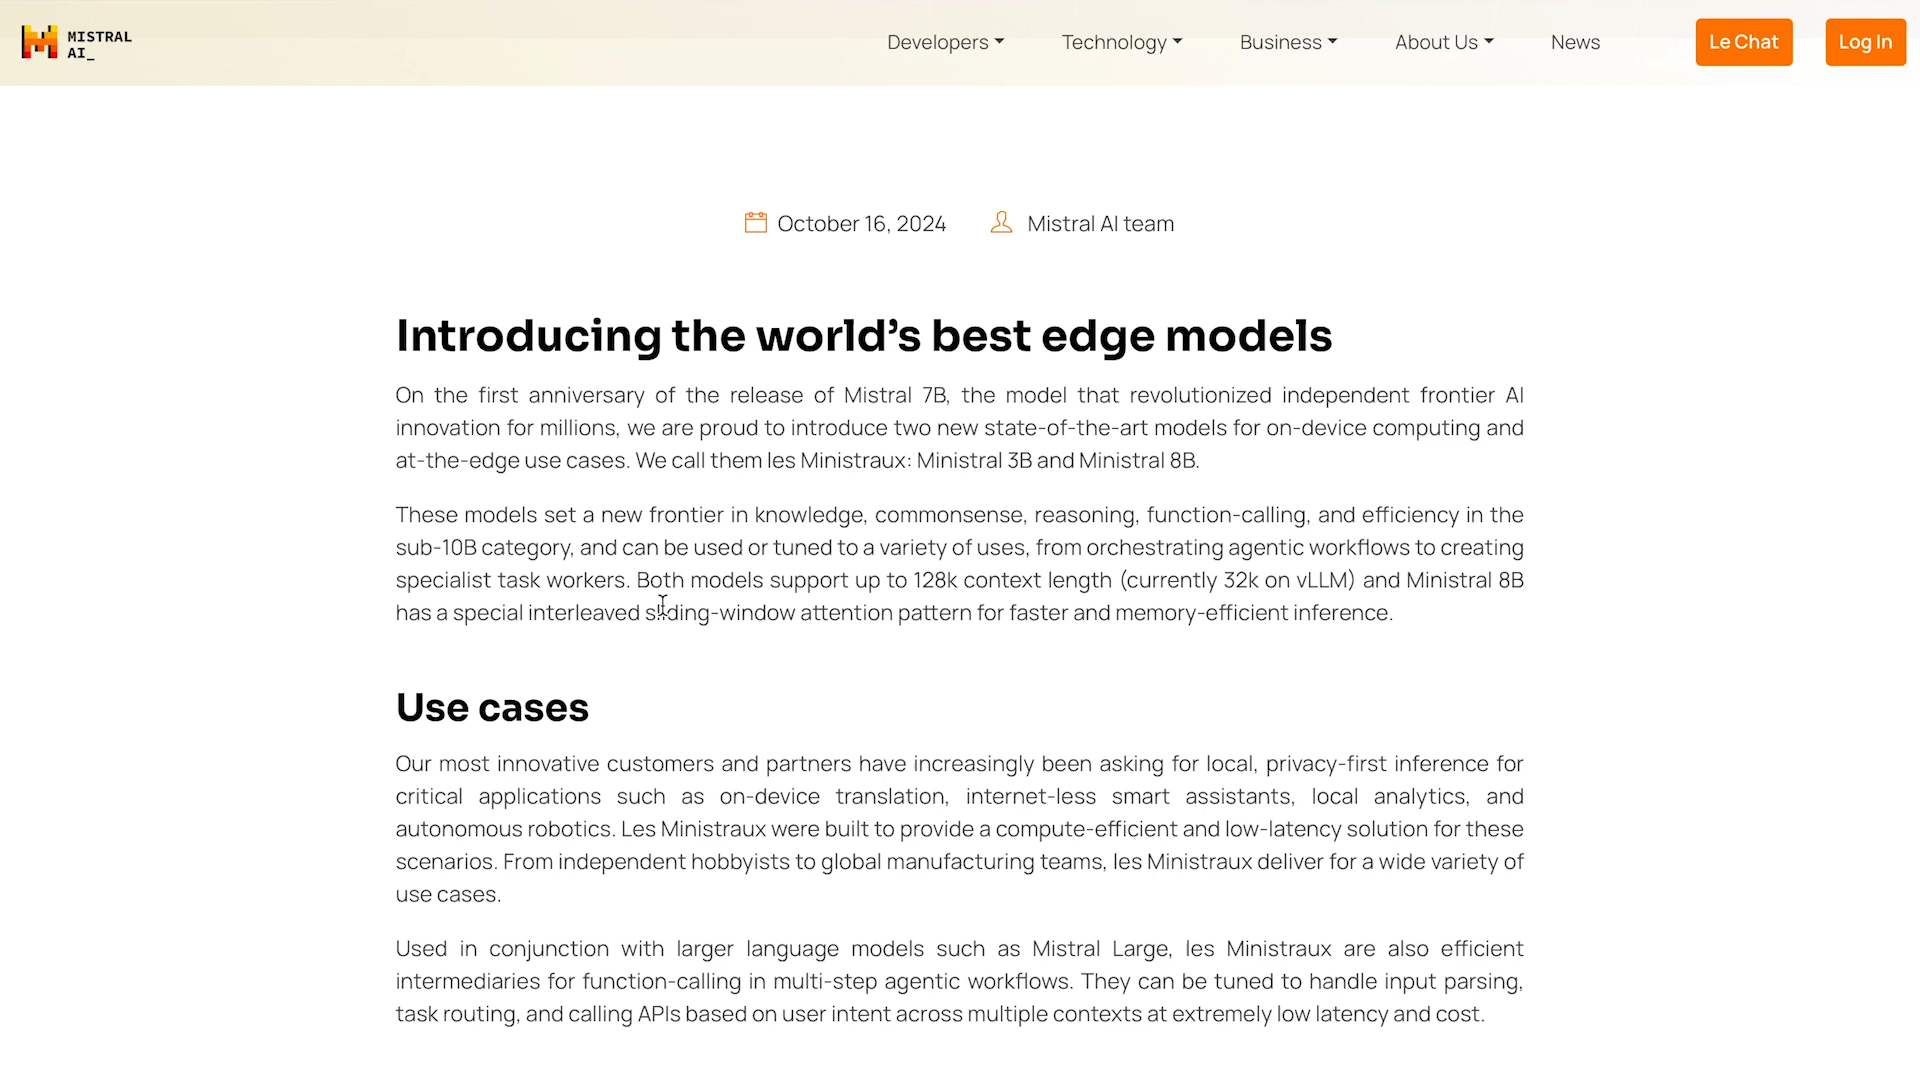 MISTRAL
AI_
Developers
Technology
Business
About Us
News
Le Chat
Log In
October 16, 2024
Mistral AI team
Introducing the world’s best edge models
On the first anniversary of the release of Mistral 7B, the model that revolutionized independent frontier AI
innovation for millions, we are proud to introduce two new state-of-the-art models for on-device computing and
at-the-edge use cases. We call them les Ministraux: Ministral 3B and Ministral 8B.
These models set a new frontier in knowledge, commonsense, reasoning, function-calling, and efficiency in the
sub-10B category, and can be used or tuned to a variety of uses, from orchestrating agentic workflows to creating
specialist task workers. Both models support up to 128k context length (currently 32k on vLLM) and Ministral 8B
has a special interleaved sliding-window attention pattern for faster and memory-efficient inference.
Use cases
Our most innovative customers and partners have increasingly been asking for local, privacy-first inference for
critical applications such as on-device translation, internet-less smart assistants, local analytics, and
autonomous robotics. Les Ministraux were built to provide a compute-efficient and low-latency solution for these
scenarios. From independent hobbyists to global manufacturing teams, les Ministraux deliver for a wide variety of
use cases.
Used in conjunction with larger language models such as Mistral Large, les Ministraux are also efficient
intermediaries for function-calling in multi-step agentic workflows. They can be tuned to handle input parsing,
task routing, and calling APIs based on user intent across multiple contexts at extremely low latency and cost.